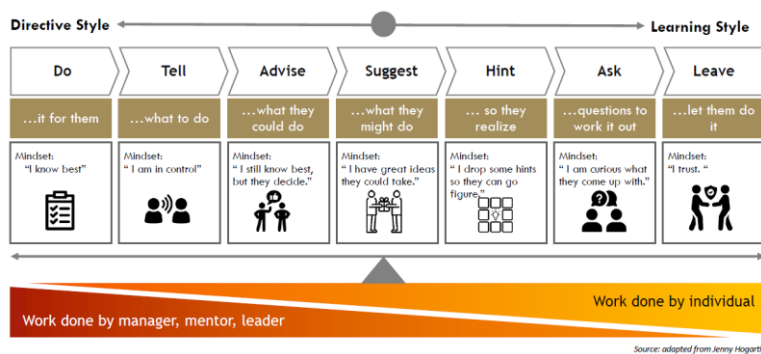 Directive Style
Learning Style
Do
Tell
Advise
Suggest
Hint
Ask
Leave
...it for them
...what to do
...what they
could do
...what they
might do
... so they
realize
...questions to
work it out
...let them do
it
Mindset:
"I know best"
Mindset:
" I am in control"
Mindset:
" I still know best,
but they decide."
Mindset:
" I have great ideas
they could take."
Mindset:
" I drop some hints
so they can go
figure."
Mindset:
" I am curious what
they come up with."
Mindset:
"I trust. "
Work done by individual
Work done by manager, mentor, leader
Source: adapted from Jenny Hogarth